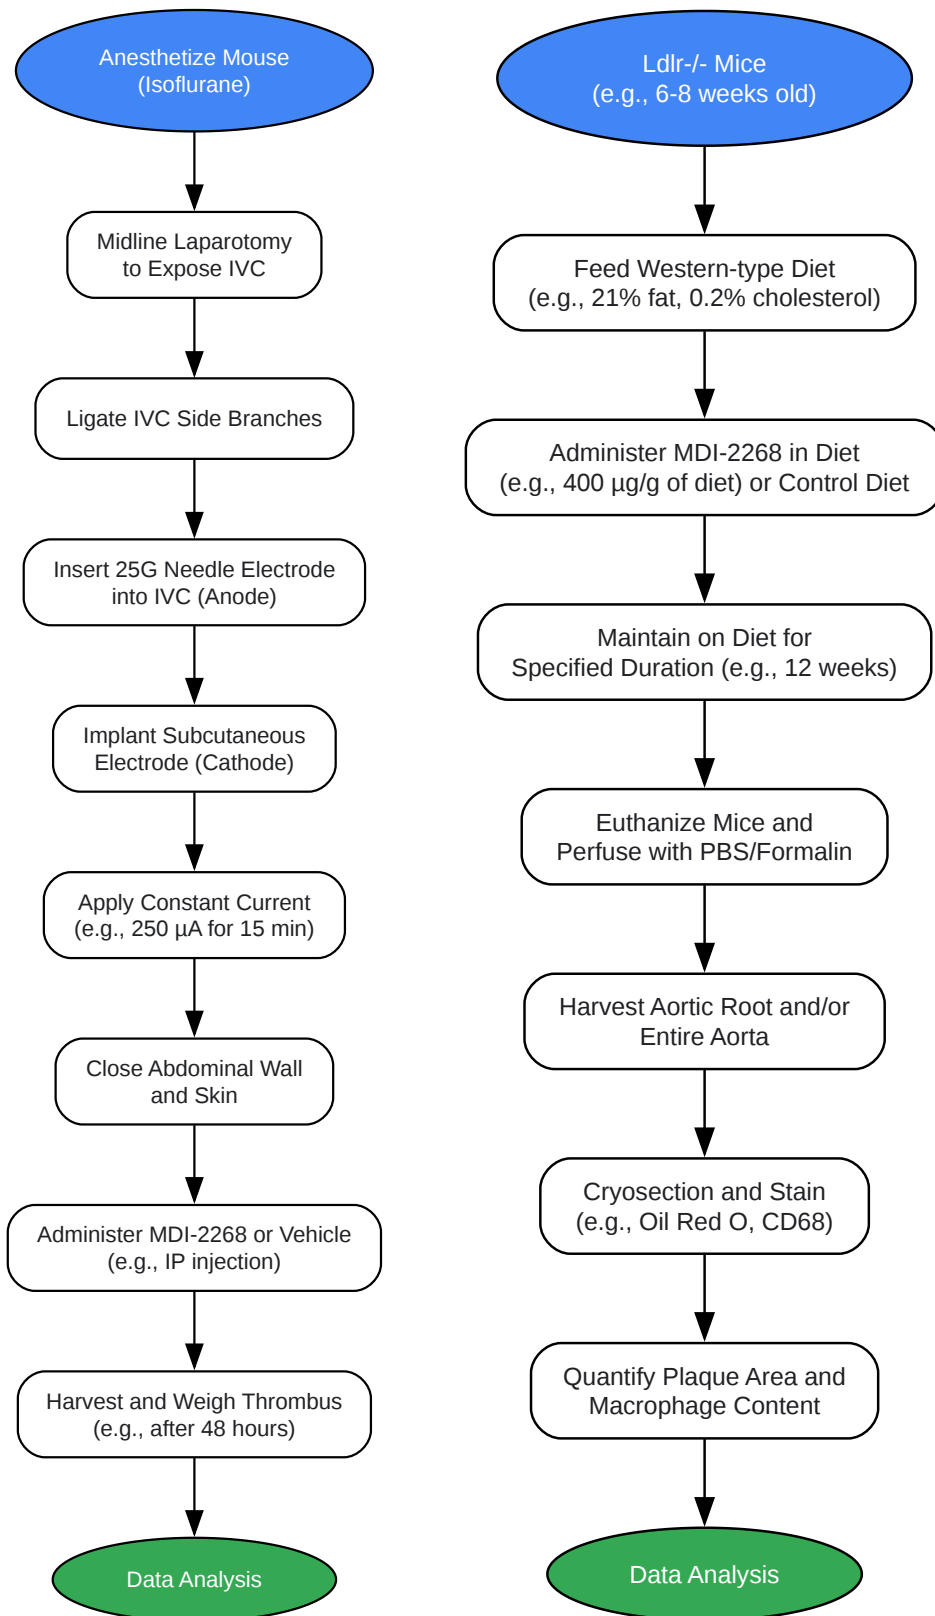 Anesthetize Mouse
(Isoflurane)
Midline Laparotomy
to Expose IVC
Ligate IVC Side Branches
Insert 25G Needle Electrode
into IVC (Anode)
Implant Subcutaneous
Electrode (Cathode)
Apply Constant Current
(e.g., 250 µA for 15 min)
Close Abdominal Wall
and Skin
Administer MDI-2268 or Vehicle
(e.g., IP injection)
Harvest and Weigh Thrombus
(e.g., after 48 hours)
Data Analysis
Ldlr-/- Mice
(e.g., 6-8 weeks old)
Feed Western-type Diet
(e.g., 21% fat, 0.2% cholesterol)
Administer MDI-2268 in Diet
(e.g., 400 µg/g of diet) or Control Diet
Maintain on Diet for
Specified Duration (e.g., 12 weeks)
Euthanize Mice and
Perfuse with PBS/Formalin
Harvest Aortic Root and/or
Entire Aorta
Cryosection and Stain
(e.g., Oil Red O, CD68)
Quantify Plaque Area and
Macrophage Content
Data Analysis